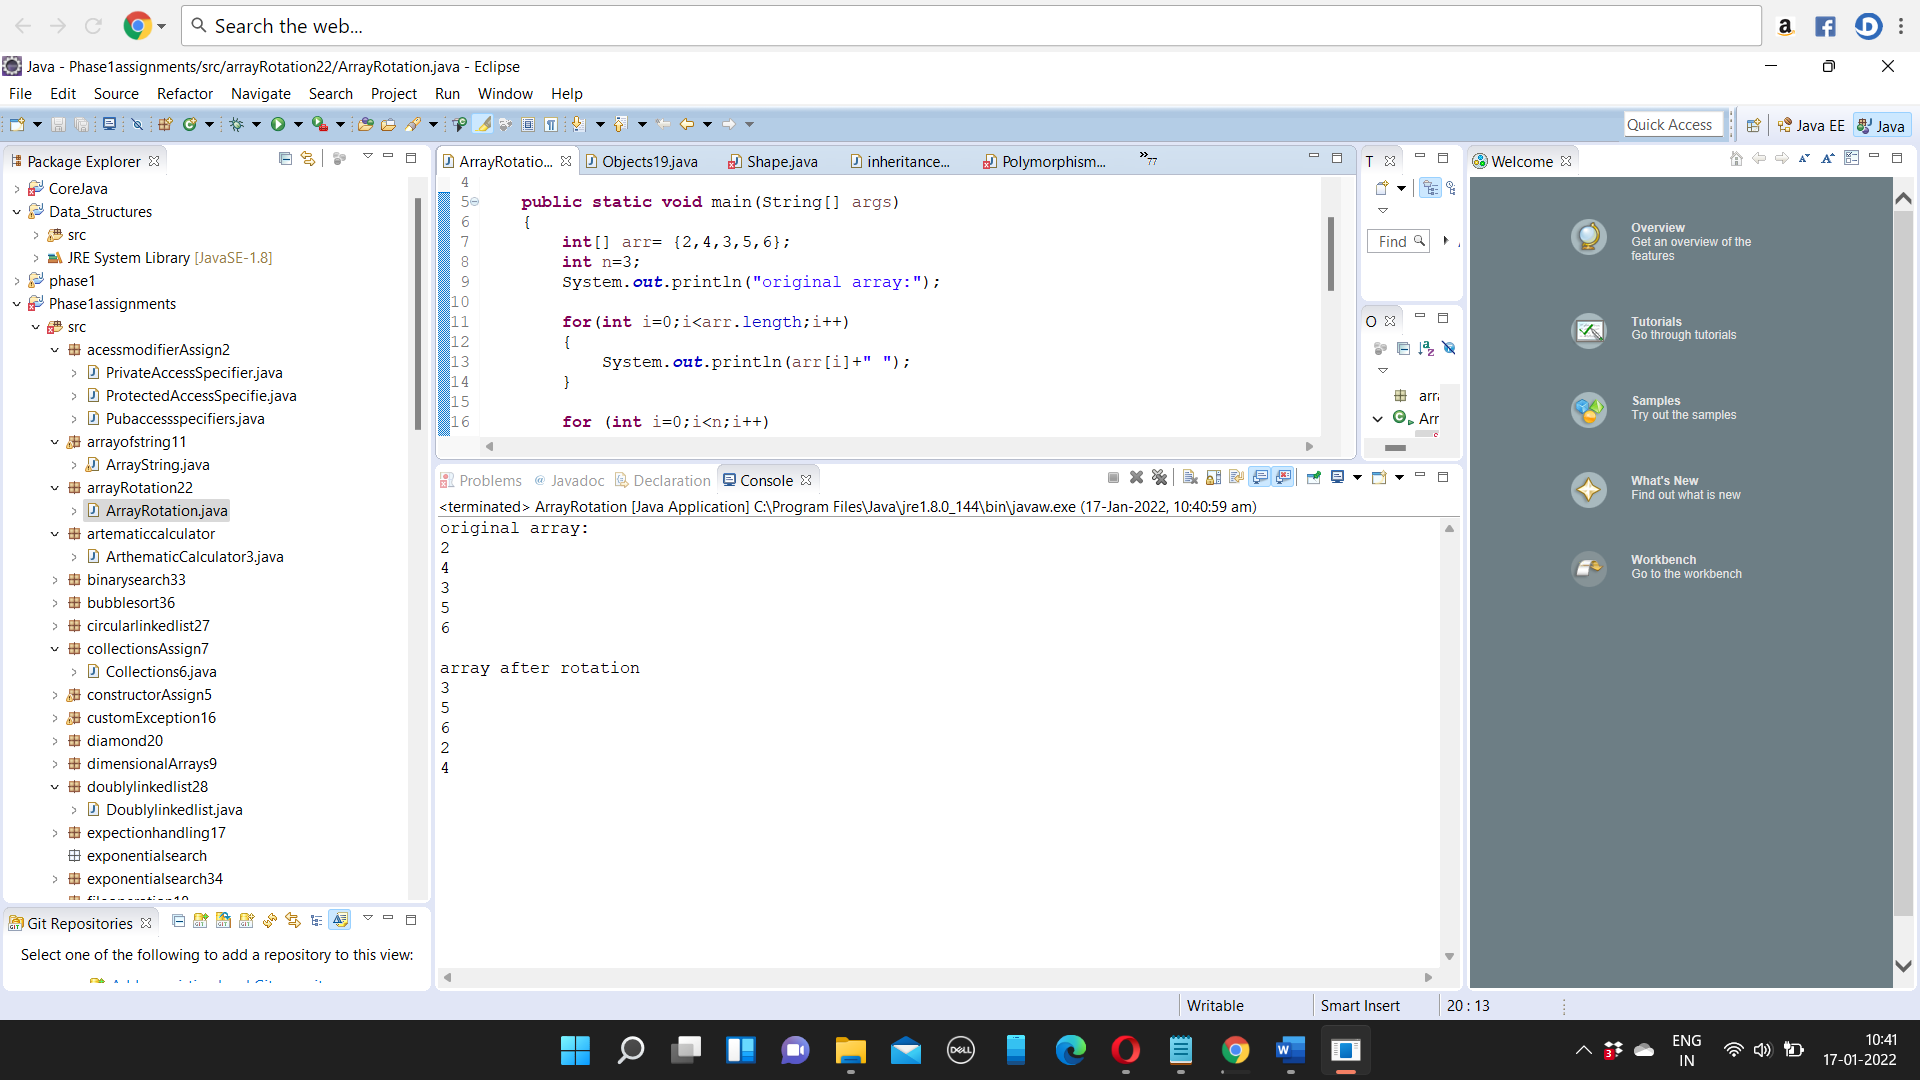 Search the web...
Java - Phase1assignments/src/arrayRotation22/ArrayRotation.java - Eclipse
File Edit Source Refactor Navigate Search Project Run Window Help
Quick Access
Java EE
Java
Package Explorer
CoreJava
Data_Structures
src
JRE System Library [JavaSE-1.8]
phase1
Phase1assignments
src
acessmodifierAssign2
PrivateAccessSpecifier.java
ProtectedAccessSpecifie.java
Pubaccessspecifiers.java
arrayofstring11
ArrayString.java
arrayRotation22
ArrayRotation.java
artematiccalculator
ArthematicCalculator3.java
binarysearch33
bubblesort36
circularlinkedlist27
collectionsAssign7
Collections6.java
constructorAssign5
customException16
diamond20
dimensionalArrays9
doublylinkedlist28
Doublylinkedlist.java
expectionhandling17
exponentialsearch
exponentialsearch34
Git Repositories
Select one of the following to add a repository to this view:
ArrayRotatio... Objects19.java Shape.java inheritance... Polymorphism... »77
4
5 public static void main(String[] args)
6 {
7 int[] arr= {2,4,3,5,6};
8 int n=3;
9 System.out.println("original array:");
10
11 for(int i=0;i<arr.length;i++)
12 {
13 System.out.println(arr[i]+" ");
14 }
15
16 for (int i=0;i<n;i++)
T
Find
O
arra
Arr
Problems @ Javadoc Declaration Console
<terminated> ArrayRotation [Java Application] C:\Program Files\Java\jre1.8.0_144\bin\javaw.exe (17-Jan-2022, 10:40:59 am)
original array:
2
4
3
5
6
array after rotation
3
5
6
2
4
Welcome
Overview
Get an overview of the
features
Tutorials
Go through tutorials
Samples
Try out the samples
What's New
Find out what is new
Workbench
Go to the workbench
Writable
Smart Insert
20 : 13
DELL
ENG
IN
10:41
17-01-2022